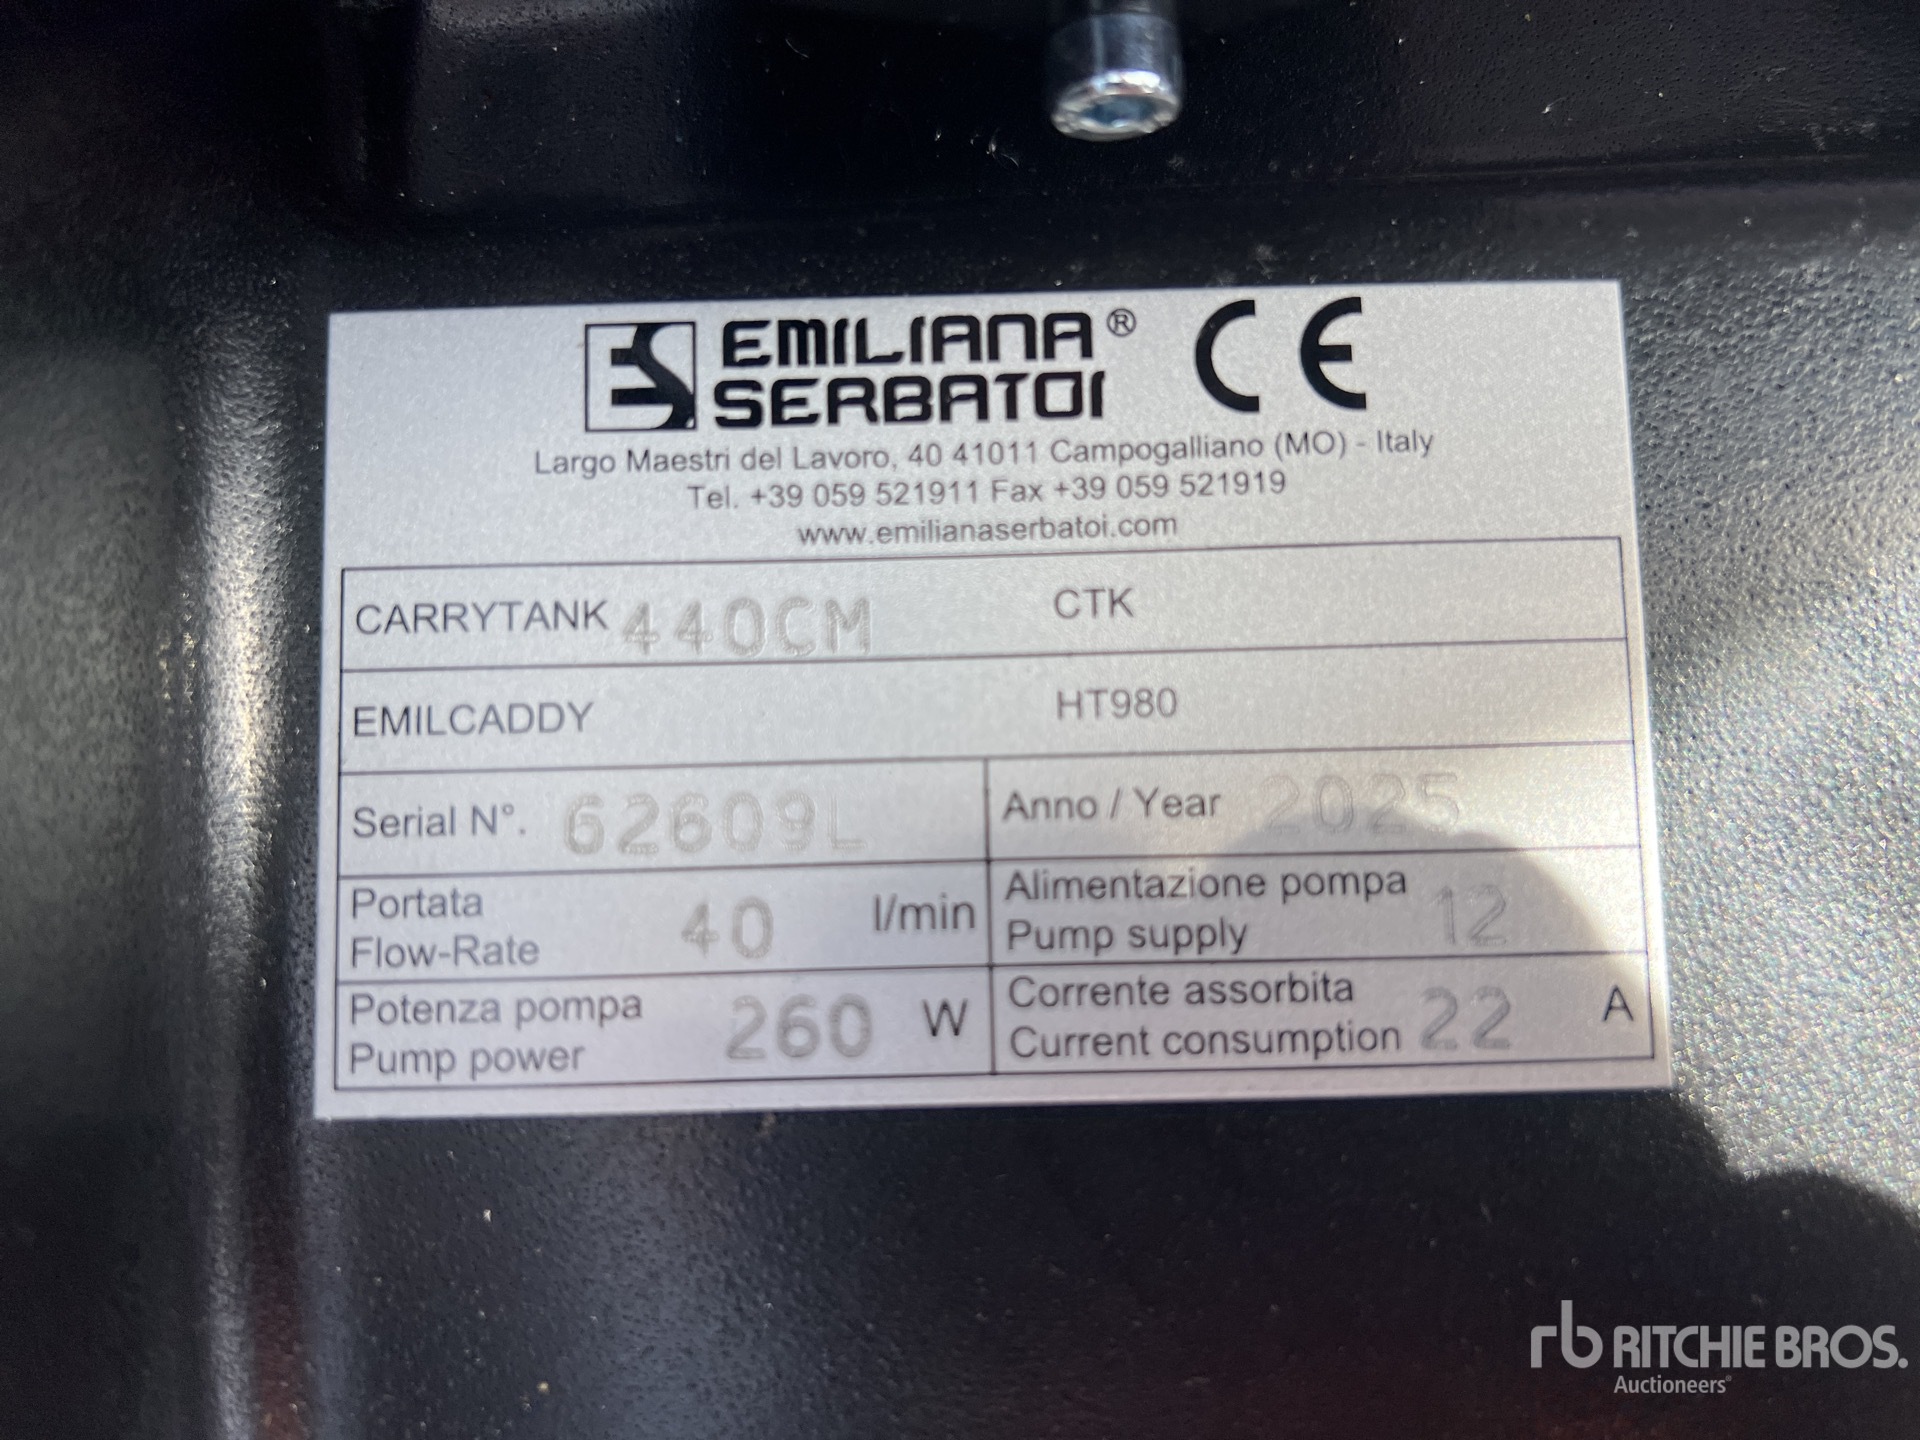 EMILIANA®
SERBATOI
CE
Largo Maestri del Lavoro, 40 41011 Campogalliano (MO) - Italy
Tel. +39 059 521911 Fax +39 059 521919
www.emilianaserbatoi.com
CARRYTANK 440CM CTK
EMILCADDY HT980
Serial N°. 62609L Anno / Year 2025
Portata
Flow-Rate 40 l/min
Alimentazione pompa
Pump supply 12
Potenza pompa
Pump power 260 W
Corrente assorbita
Current consumption 22 A
rb RITCHIE BROS.
Auctioneers